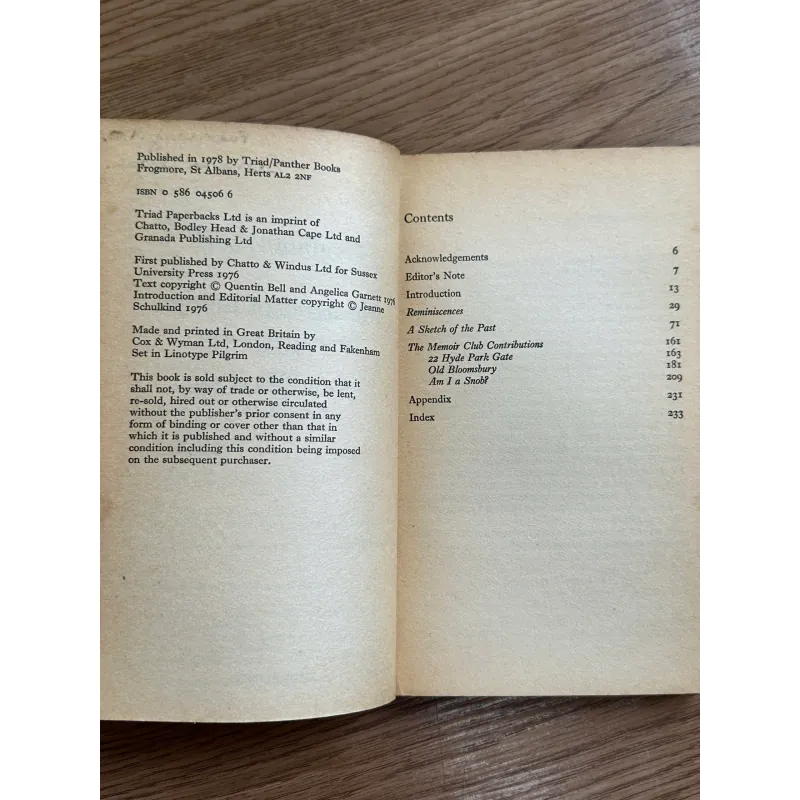 Published in 1978 by Triad/Panther Books
Frogmore, St Albans, Herts AL2 2NF
ISBN 0 586 04506 6
Triad Paperbacks Ltd is an imprint of
Chatto, Bodley Head & Jonathan Cape Ltd and
Granada Publishing Ltd
First published by Chatto & Windus Ltd for Sussex
University Press 1976
Text copyright © Quentin Bell and Angelica Garnett 1976
Introduction and Editorial Matter copyright © Jeanne
Schulkind 1976
Made and printed in Great Britain by
Cox & Wyman Ltd, London, Reading and Fakenham
Set in Linotype Pilgrim
This book is sold subject to the condition that it
shall not, by way of trade or otherwise, be lent,
re-sold, hired out or otherwise circulated
without the publisher's prior consent in any
form of binding or cover other than that in
which it is published and without a similar
condition including this condition being imposed
on the subsequent purchaser.
Contents
Acknowledgements 6
Editor's Note 7
Introduction 13
Reminiscences 29
A Sketch of the Past 71
The Memoir Club Contributions 161
22 Hyde Park Gate 163
Old Bloomsbury 181
Am I a Snob? 209
Appendix 231
Index 233